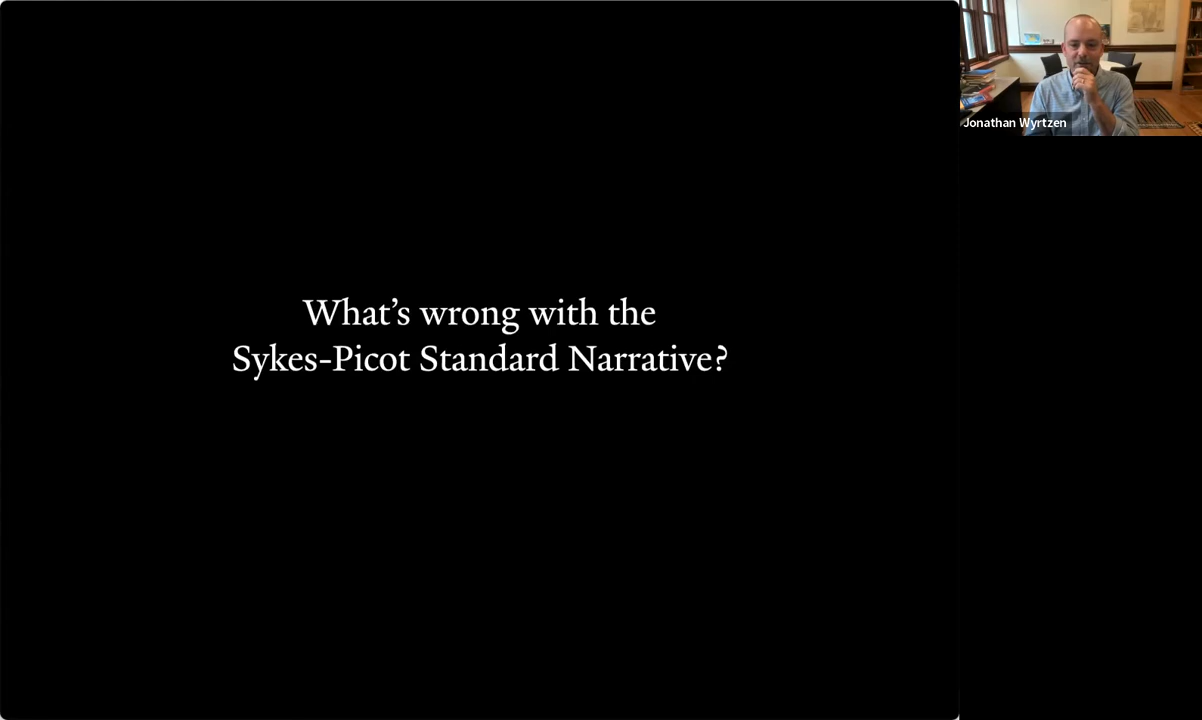 What’s wrong with the
Sykes-Picot Standard Narrative?
Jonathan Wyrtzen